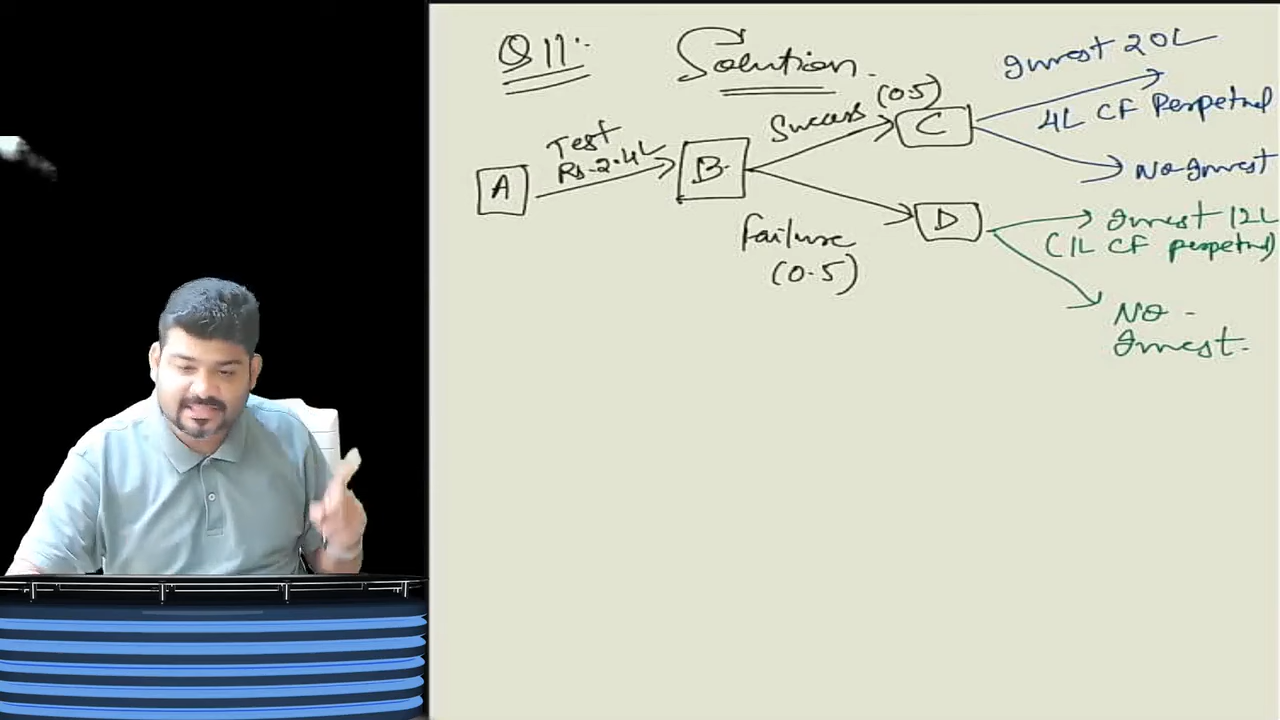 Q11. Solution.
Test
Rs. 2.4L
A
B.
Success (0.5)
C
Invest 20L
4L CF Perpetual
No-Invest
Failure
(0.5)
D
Invest 12L
(1L CF perpetual)
No -
Invest.